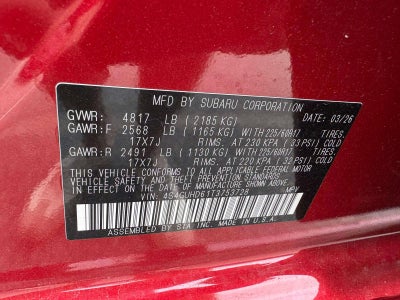 MFD BY SUBARU CORPORATION DATE 03/26
GVWR: 4817 LB (2185 KG)
GAWR:F 2568 LB (1165 KG) WITH 225/60R17 TIRES,
17X7J RIMS, AT 230 KPA (33 PSI) COLD
GAWR:R 2491 LB (1130 KG) WITH 225/60R17 TIRES,
17X7J RIMS, AT 220 KPA (32 PSI) COLD
THIS VEHICLE CONFORMS TO ALL APPLICABLE FEDERAL
MOTOR VEHICLE SAFETY, BUMPER, AND THEFT PREVENTION STANDARDS
IN EFFECT ON THE DATE OF MANUFACTURE SHOWN ABOVE.
VIN: MPV
ASSEMBLED BY SIA, INC. MADE IN U.S.A.